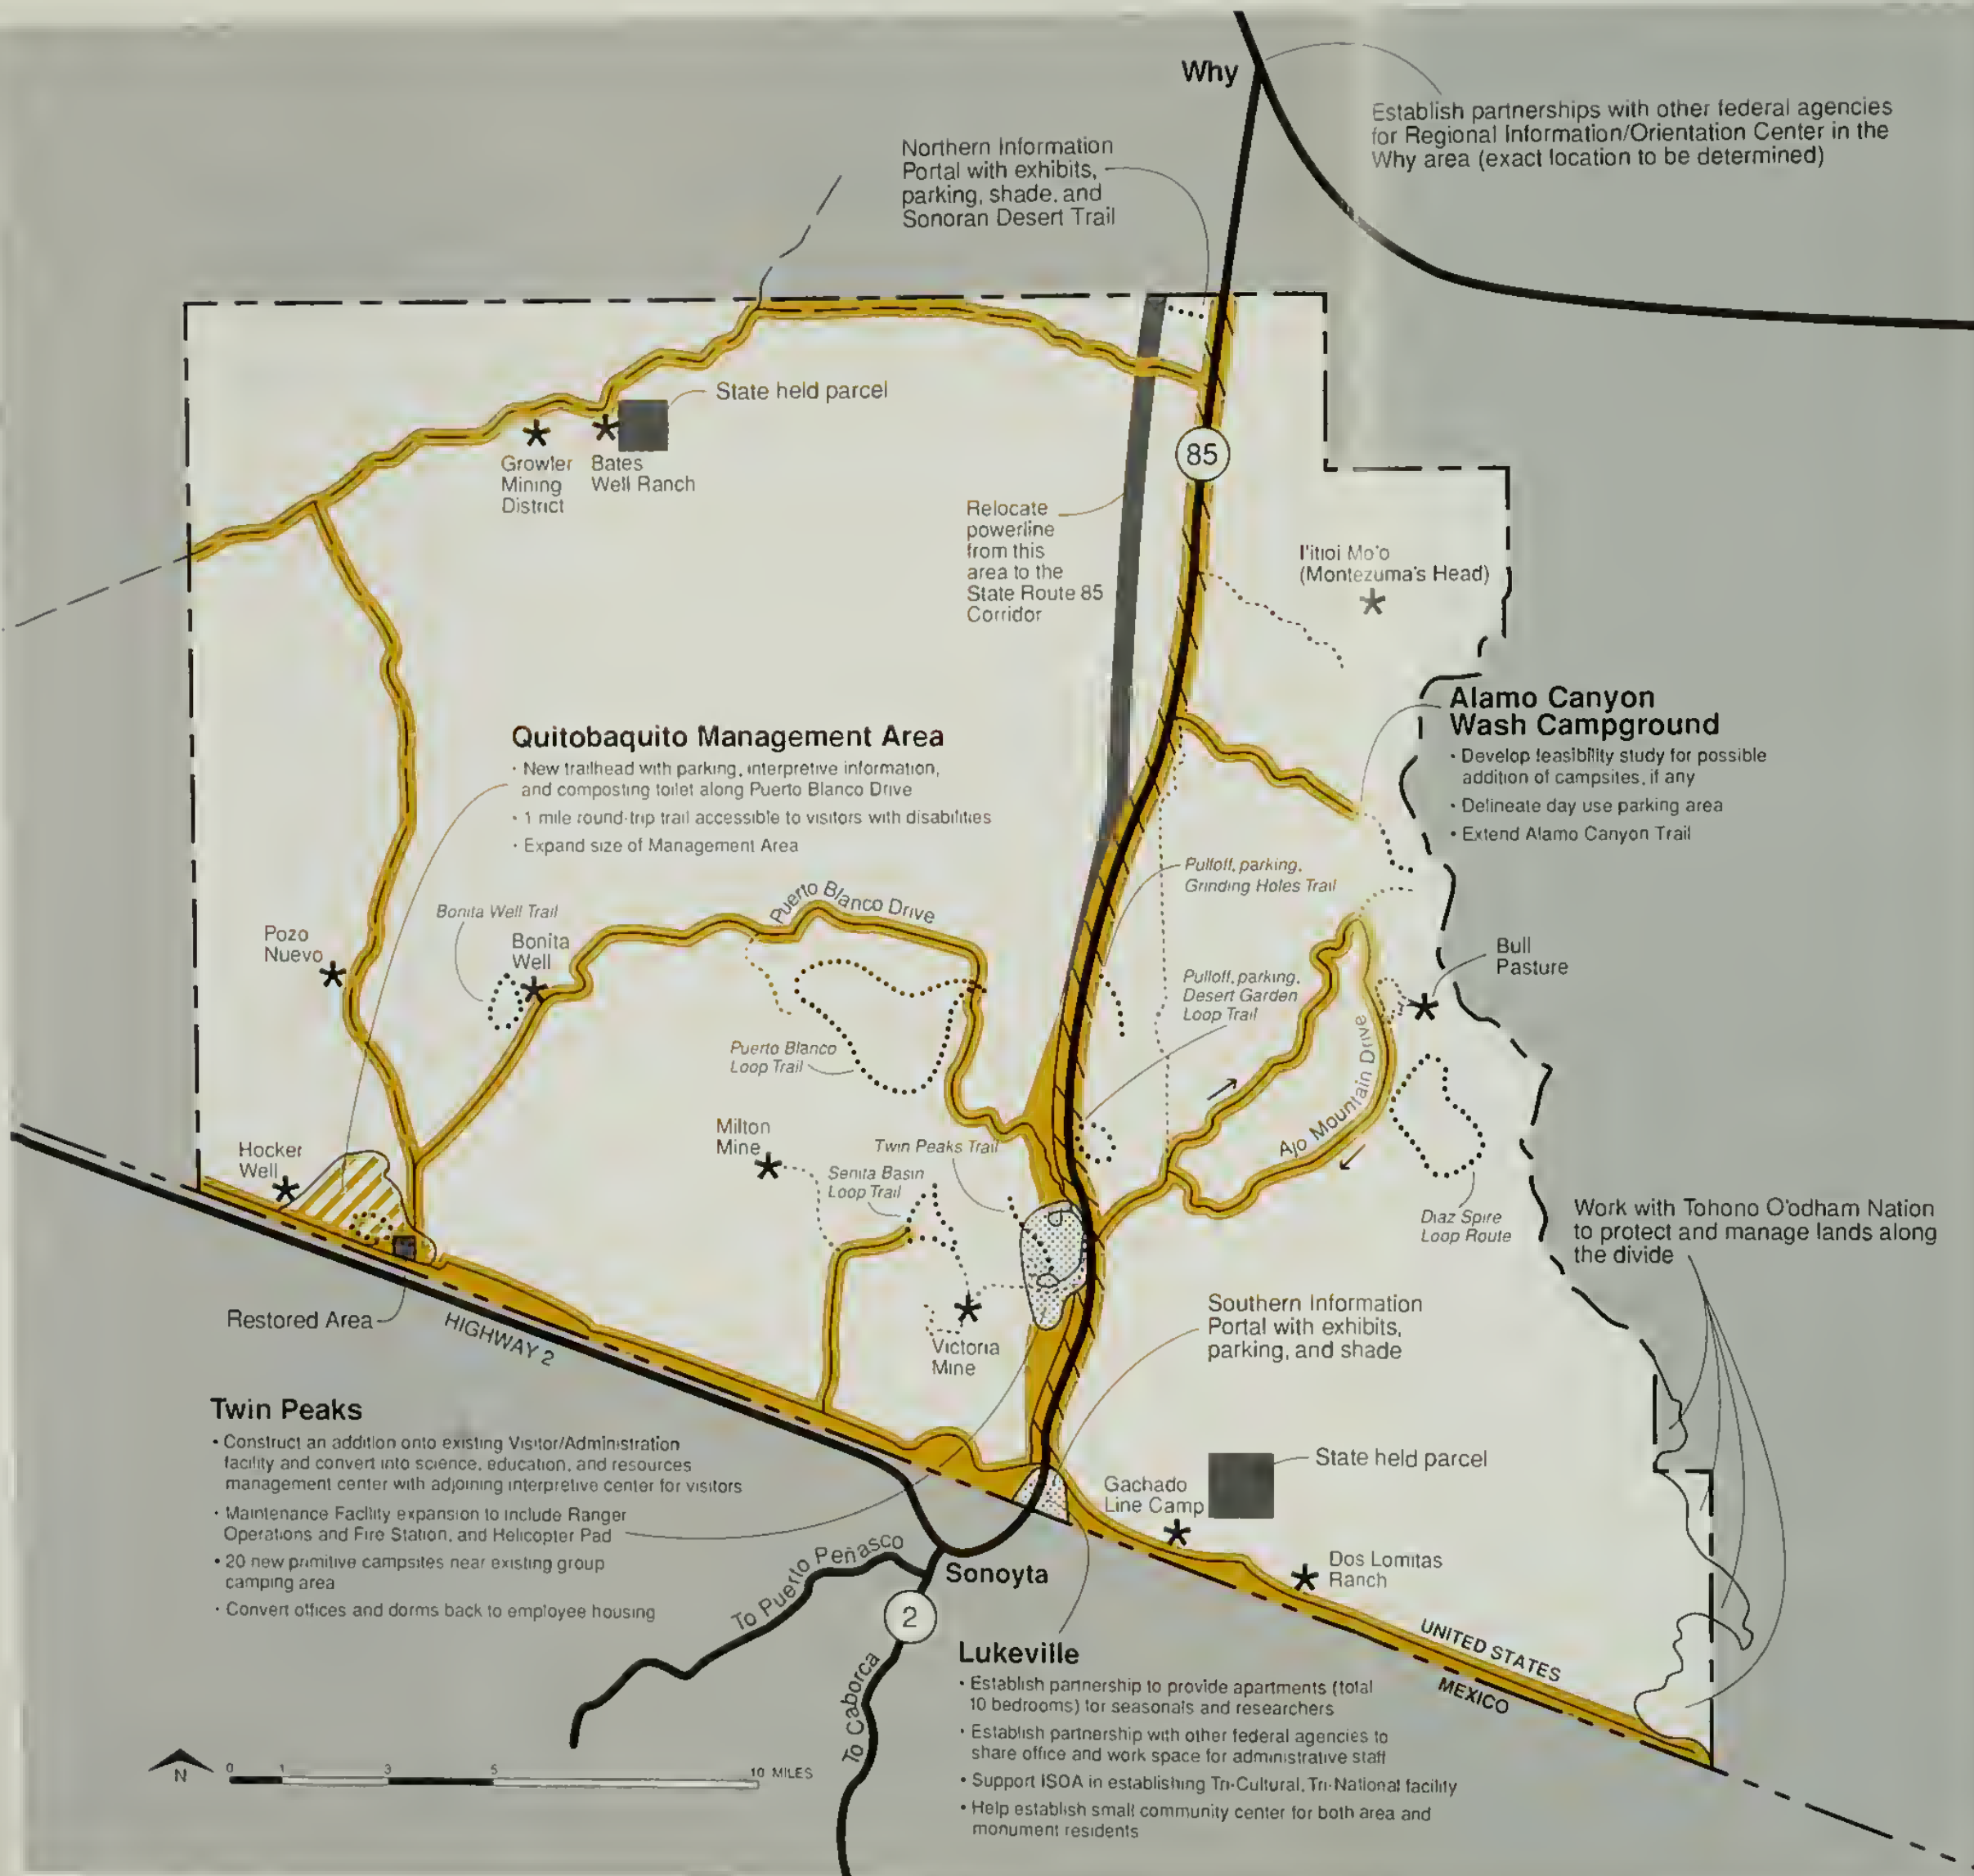 Why
Establish partnerships with other federal agencies
for Regional Information/Orientation Center in the
Why area (exact location to be determined)
Northern Information
Portal with exhibits,
parking, shade, and
Sonoran Desert Trail
State held parcel
85
Growler
Mining
District
Bates
Well Ranch
Relocate
powerline
from this
area to the
State Route 85
Corridor
I'itioi Mo'o
(Montezuma's Head)
Alamo Canyon
Wash Campground
• Develop feasibility study for possible
addition of campsites, if any
• Delineate day use parking area
• Extend Alamo Canyon Trail
Quitobaquito Management Area
• New trailhead with parking, interpretive information,
and composting toilet along Puerto Blanco Drive
• 1 mile round-trip trail accessible to visitors with disabilities
• Expand size of Management Area
Pulloff, parking,
Grinding Holes Trail
Puerto Blanco Drive
Bonita Well Trail
Pozo
Nuevo
Bonita
Well
Bull
Pasture
Pulloff, parking,
Desert Garden
Loop Trail
Puerto Blanco
Loop Trail
Ajo Mountain Drive
Milton
Mine
Twin Peaks Trail
Hocker
Well
Senita Basin
Loop Trail
Diaz Spire
Loop Route
Work with Tohono O'odham Nation
to protect and manage lands along
the divide
Restored Area
HIGHWAY 2
Southern Information
Portal with exhibits,
parking, and shade
Victoria
Mine
Twin Peaks
• Construct an addition onto existing Visitor/Administration
facility and convert into science, education, and resources
management center with adjoining interpretive center for visitors
• Maintenance Facility expansion to include Ranger
Operations and Fire Station, and Helicopter Pad
• 20 new primitive campsites near existing group
camping area
• Convert offices and dorms back to employee housing
State held parcel
Gachado
Line Camp
Dos Lomitas
Ranch
To Puerto Peñasco
Sonoyta
2
To Caborca
UNITED STATES
MEXICO
Lukeville
• Establish partnership to provide apartments (total
10 bedrooms) for seasonals and researchers
• Establish partnership with other federal agencies to
share office and work space for administrative staff
• Support ISOA in establishing Tri-Cultural, Tri-National facility
• Help establish small community center for both area and
monument residents
N
0 1 3 5 10 MILES